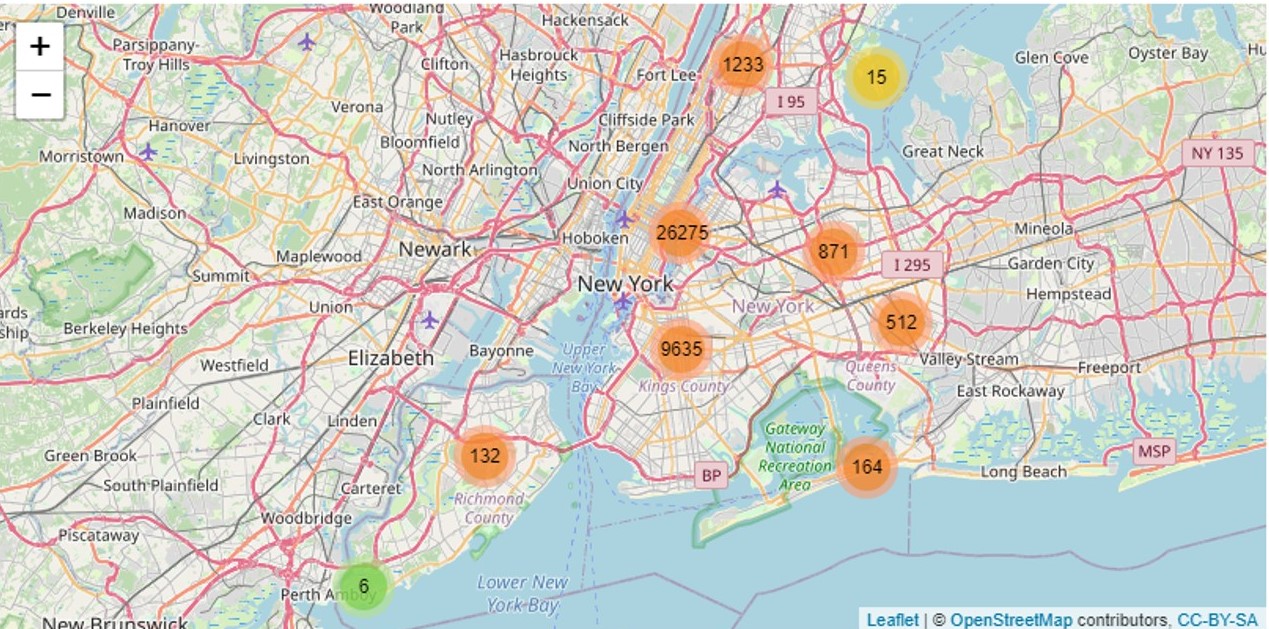 Denville
Woodland
Park
Hackensack
+
Parsippany-
Troy Hills
Clifton
Hasbrouck
Heights
Fort Lee
1233
15
Glen Cove
Oyster Bay
Hu
−
I 95
Verona
Nutley
Cliffside Park
Hanover
Bloomfield
North Bergen
Morristown
Livingston
North Arlington
Great Neck
NY 135
Union City
East Orange
Madison
26275
Hoboken
871
Mineola
Newark
Maplewood
I 295
Garden City
Summit
New York
Hempstead
Union
New York
ards
ship
Berkeley Heights
512
Elizabeth
Bayonne
Upper
New York
Bay
9635
Valley Stream
Westfield
Queens
County
Freeport
Kings County
East Rockaway
Plainfield
Clark
Linden
Gateway
National
Recreation
Area
Green Brook
132
164
MSP
BP
Long Beach
South Plainfield
Carteret
Richmond
County
Woodbridge
Piscataway
6
Perth Amboy
Lower New
York Bay
New Brunswick
Leaflet | © OpenStreetMap contributors, CC-BY-SA